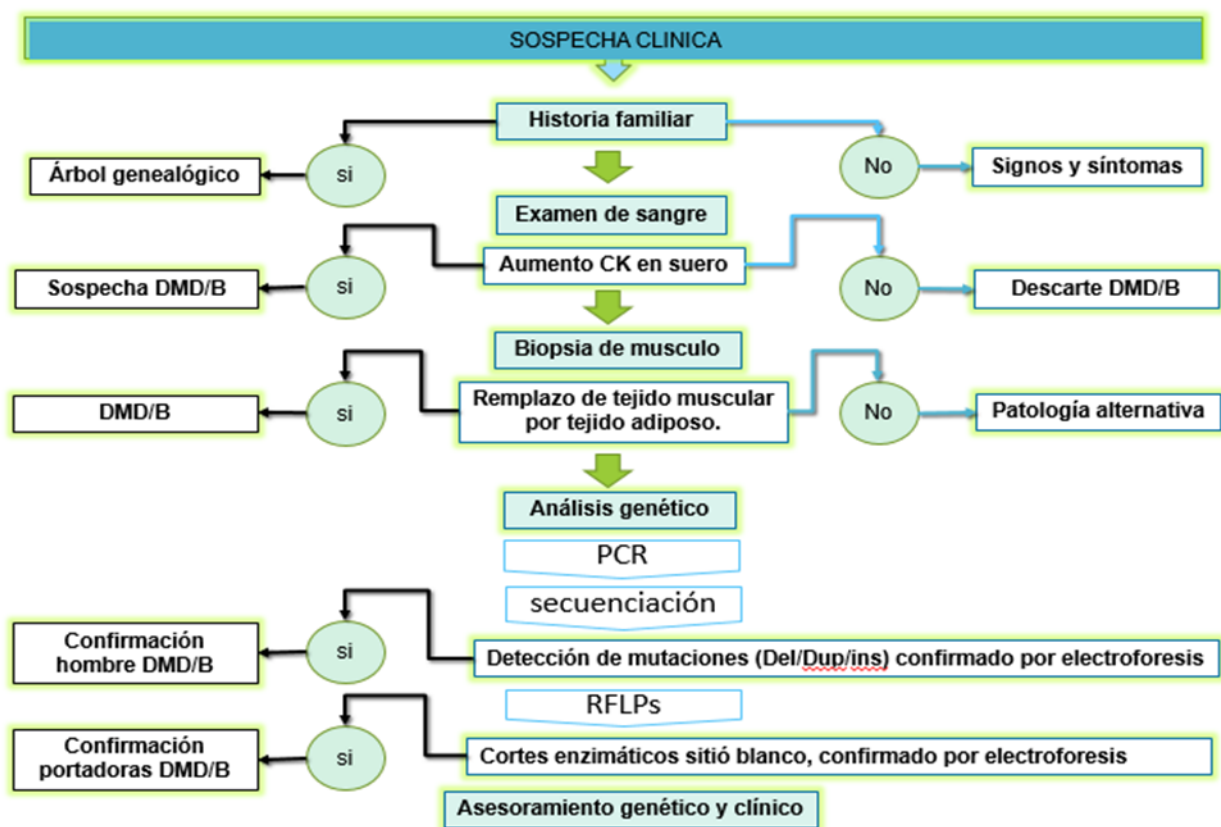 SOSPECHA CLINICA
Historia familiar
Árbol genealógico
si
No
Signos y síntomas
Examen de sangre
Aumento CK en suero
Sospecha DMD/B
si
No
Descarte DMD/B
Biopsia de musculo
DMD/B
si
Remplazo de tejido muscular
por tejido adiposo.
No
Patología alternativa
Análisis genético
PCR
secuenciación
Confirmación
hombre DMD/B
si
Detección de mutaciones (Del/Dup/ins) confirmado por electroforesis
RFLPs
Confirmación
portadoras DMD/B
si
Cortes enzimáticos sitió blanco, confirmado por electroforesis
Asesoramiento genético y clínico